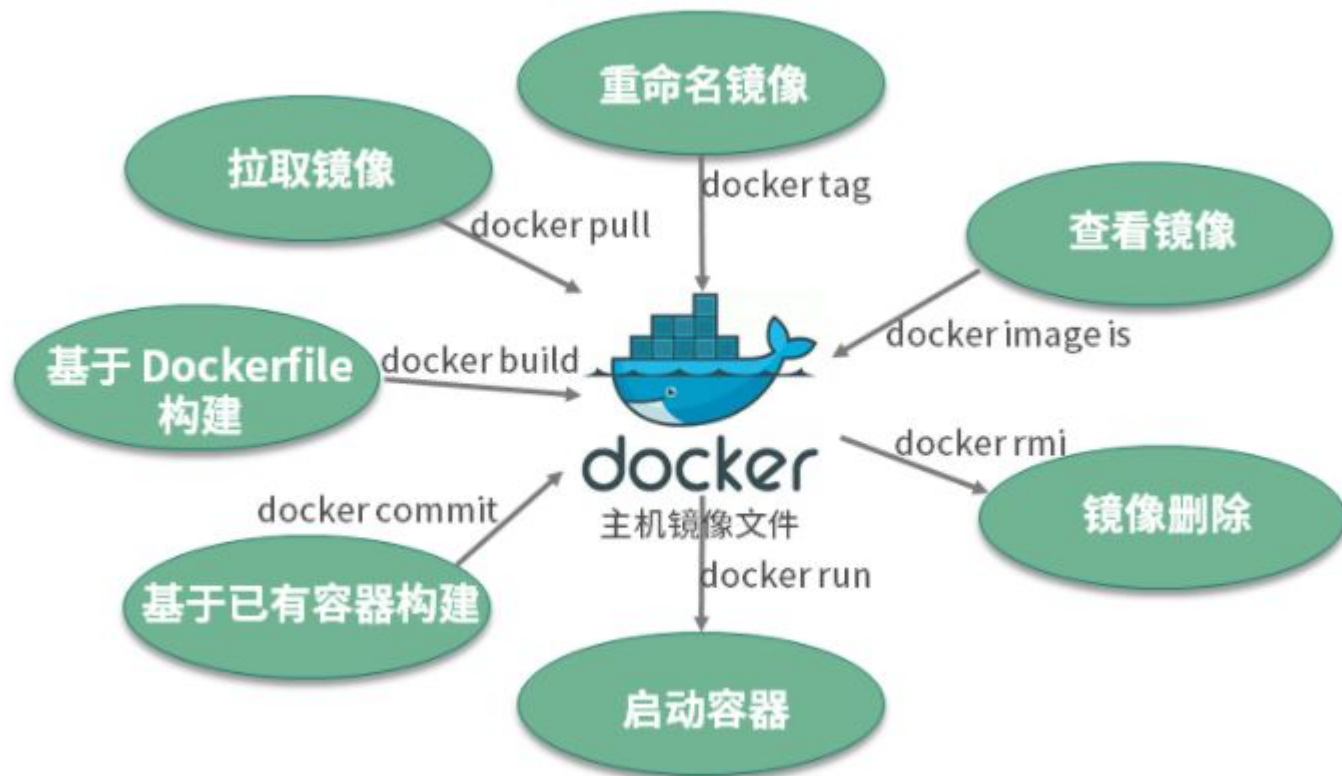 重命名镜像
拉取镜像
docker tag
docker pull
查看镜像
docker image is
基于 Dockerfile
构建
docker build
docker
主机镜像文件
docker rmi
镜像删除
docker commit
基于已有容器构建
docker run
启动容器